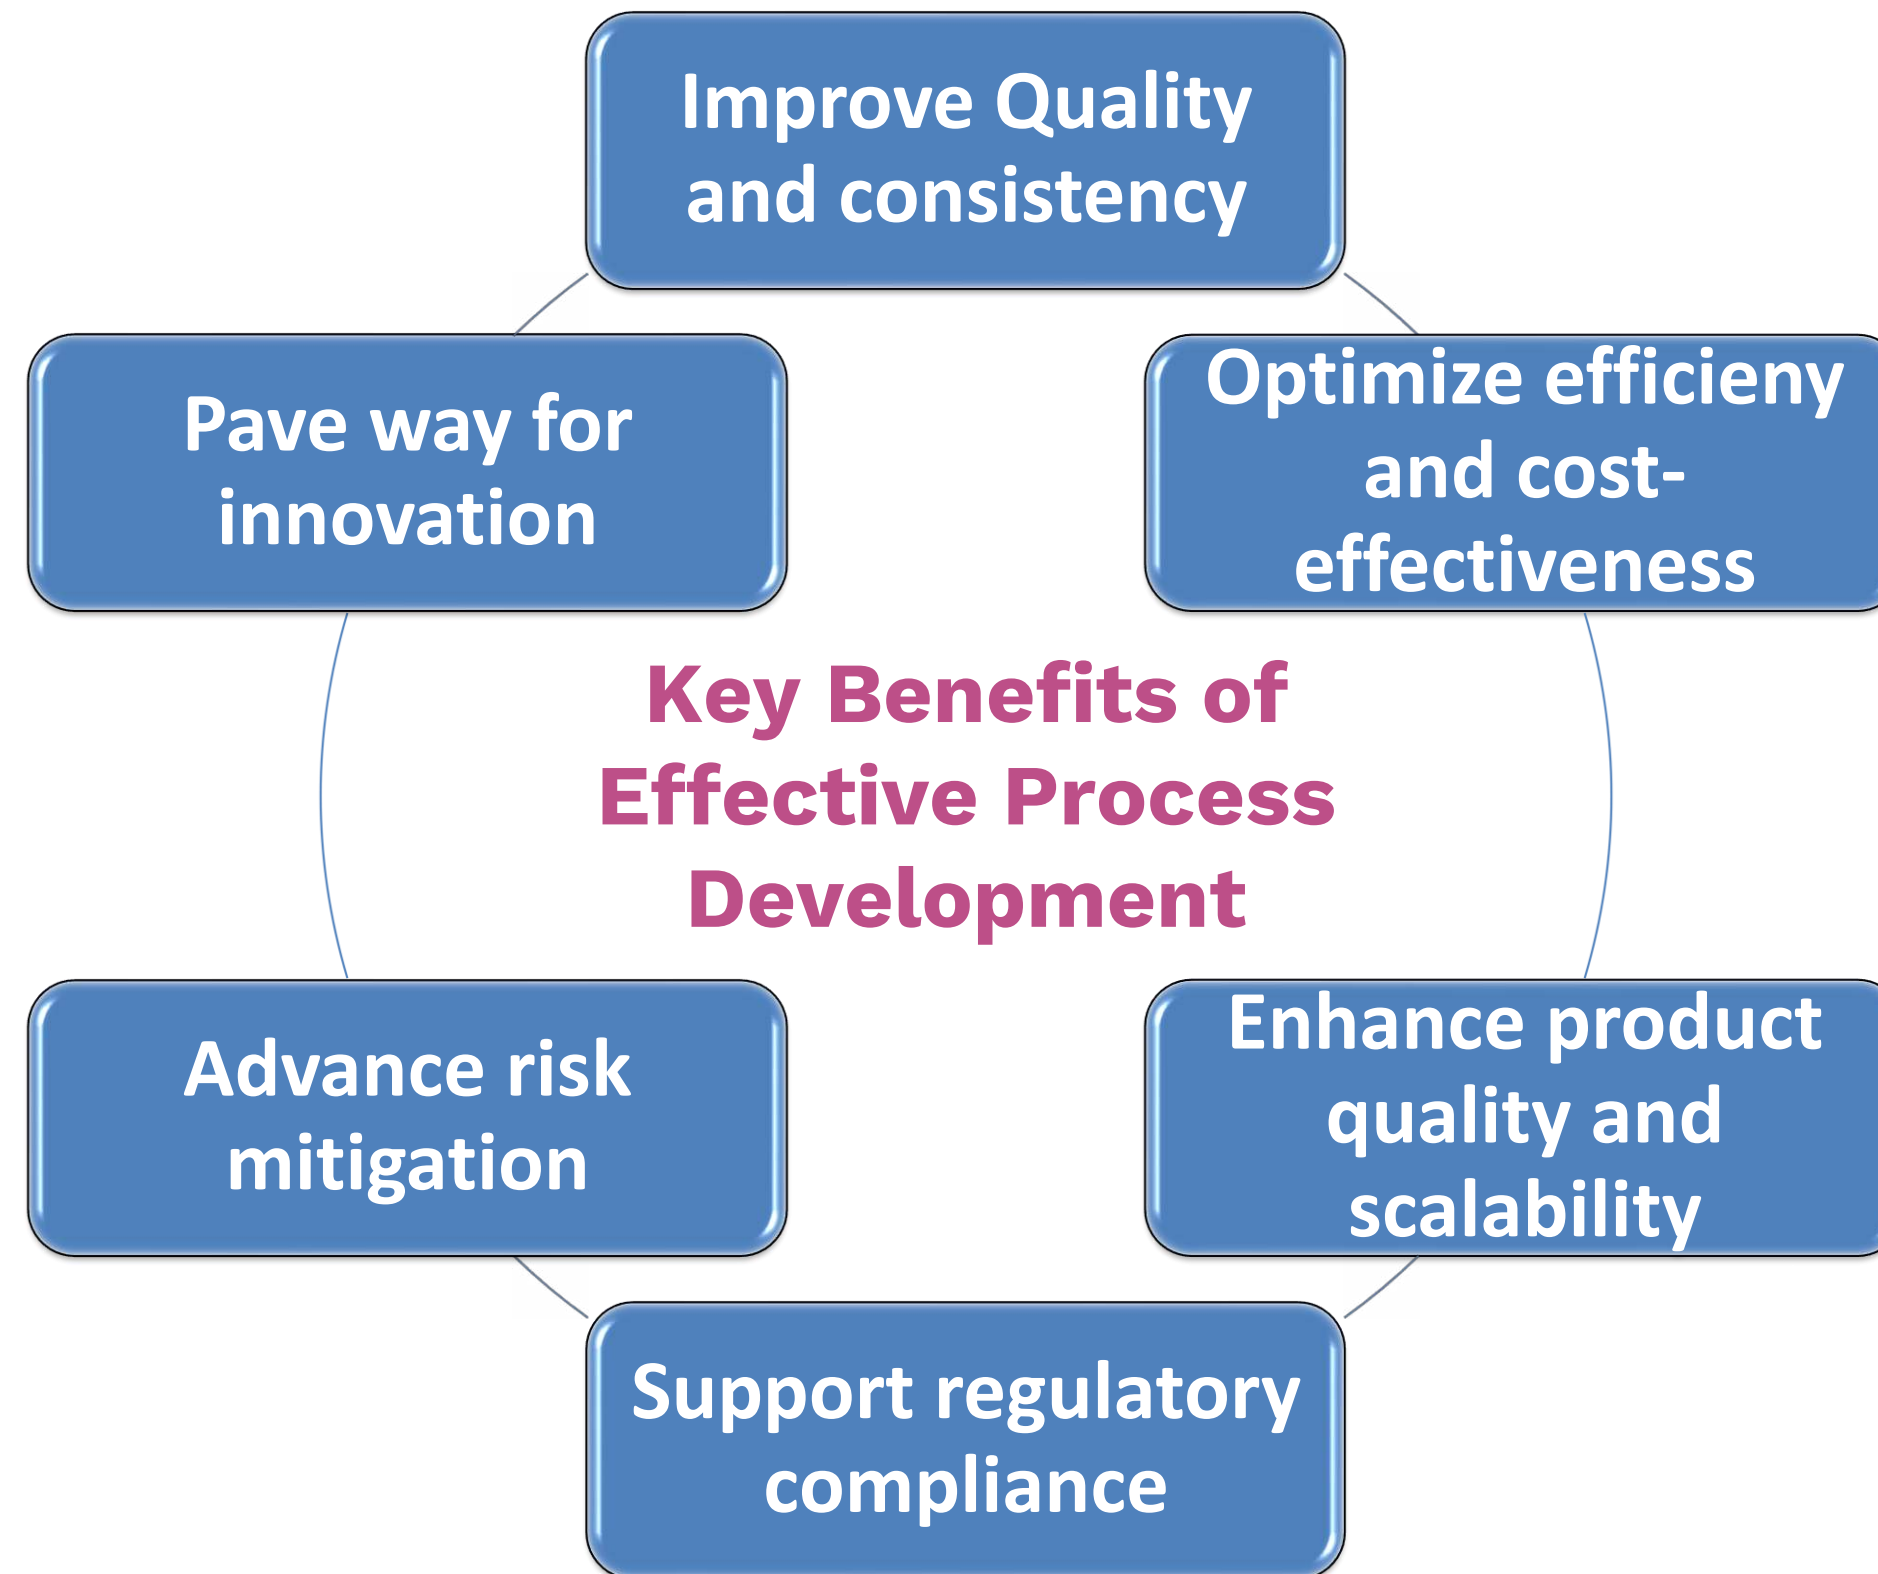 Improve Quality
and consistency
Optimize efficieny
and cost-
effectiveness
Enhance product
quality and
scalability
Support regulatory
compliance
Advance risk
mitigation
Pave way for
innovation
Key Benefits of
Effective Process
Development